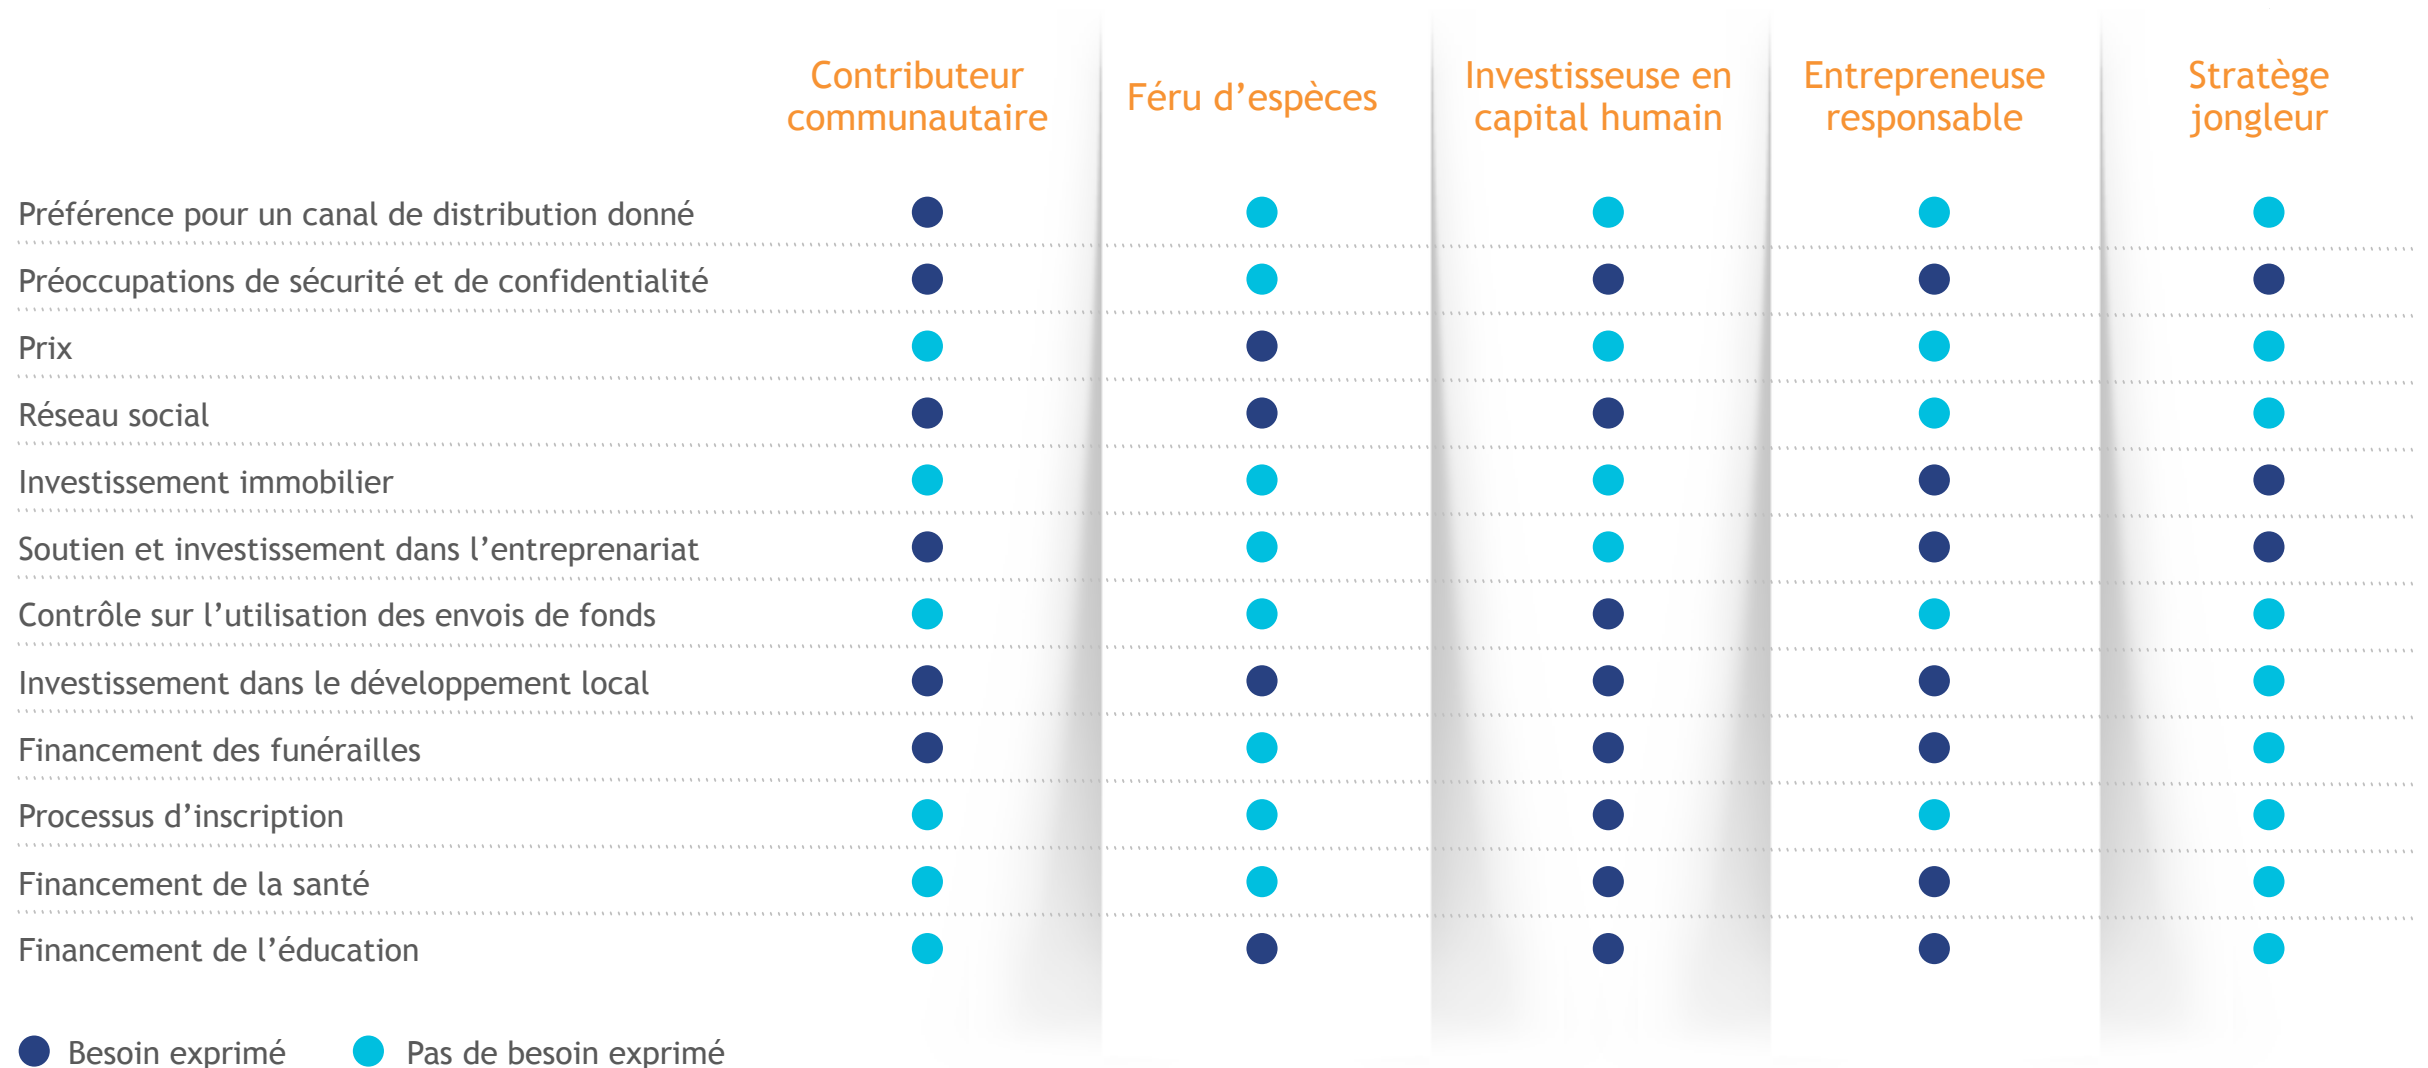 Contributeur
communautaire
Féru d’espèces
Investisseuse en
capital humain
Entrepreneuse
responsable
Stratège
jongleur
Préférence pour un canal de distribution donné
Préoccupations de sécurité et de confidentialité
Prix
Réseau social
Investissement immobilier
Soutien et investissement dans l’entreprenariat
Contrôle sur l’utilisation des envois de fonds
Investissement dans le développement local
Financement des funérailles
Processus d’inscription
Financement de la santé
Financement de l’éducation
Besoin exprimé
Pas de besoin exprimé